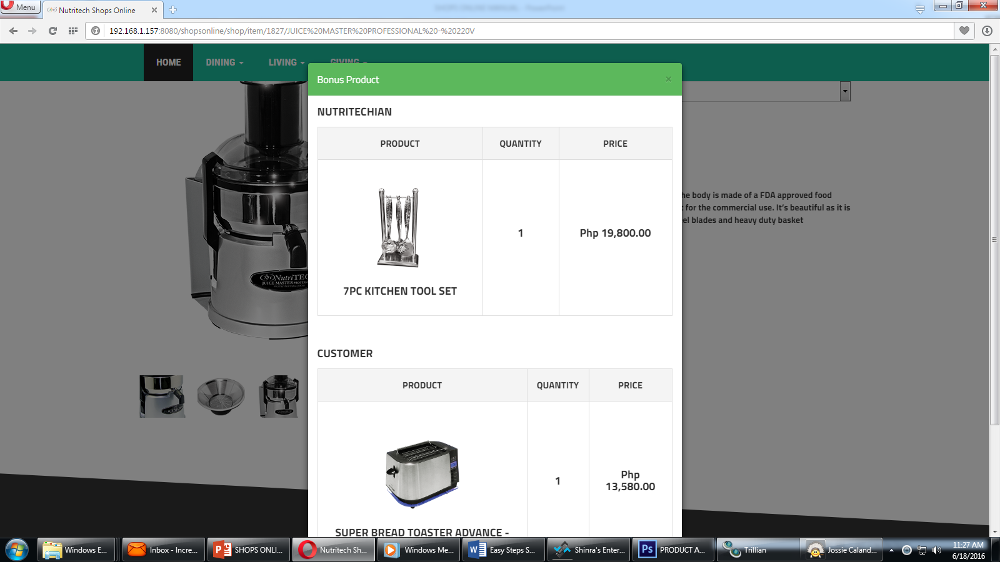 Menu
Nutritech Shops Online
192.168.1.157:8080/shopsonline/shop/item/1827/JUICE%20MASTER%20PROFESSIONAL%20-%20220V
HOME
DINING
LIVING
GIVING
Bonus Product
×
NUTRITECHIAN
PRODUCT
QUANTITY
PRICE
7PC KITCHEN TOOL SET
1
Php 19,800.00
he body is made of a FDA approved food
t for the commercial use. It's beautiful as it is
el blades and heavy duty basket
NutriTEC
JUICE MASTER PROFESSIONAL
CUSTOMER
PRODUCT
QUANTITY
PRICE
SUPER BREAD TOASTER ADVANCE -
1
Php
13,580.00
Windows E...
Inbox - Incre...
SHOPS ONLI...
Nutritech Sh...
Windows Me...
Easy Steps S...
Shinra's Enter...
PRODUCT A...
Trillian
Jossie Caland...
11:27 AM
6/18/2016